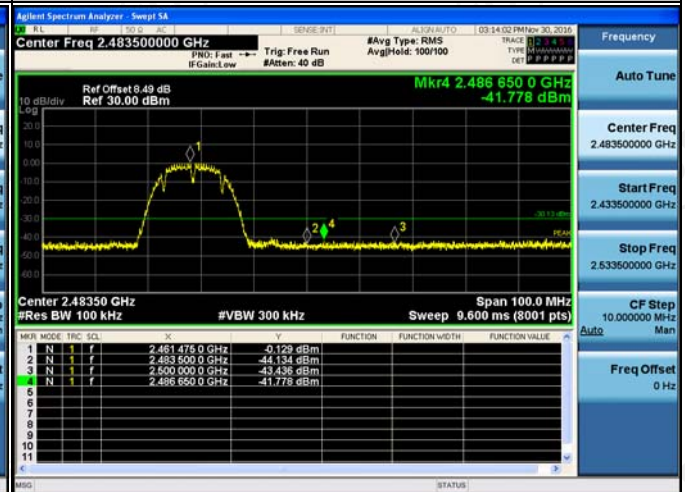 Agilent Spectrum Analyzer - Swept SA
RL RF 50 Ω AC SENSE:INT ALIGN AUTO 03:14:02 PM Nov 30, 2016
Center Freq 2.483500000 GHz
PNO: Fast
IFGain:Low
Trig: Free Run
#Atten: 40 dB
#Avg Type: RMS
Avg|Hold: 100/100
TRACE 1 2 3 4 5 6
TYPE M
DET P P P P P P
Ref Offset 8.49 dB
10 dB/div Ref 30.00 dBm
Log
Mkr4 2.486 650 0 GHz
-41.778 dBm
20.0
10.0
0.00
-10.0
-20.0
-30.0
-40.0
-50.0
-60.0
1
2
4
3
-30.13 dBm
PEAK
Center 2.48350 GHz Span 100.0 MHz
#Res BW 100 kHz #VBW 300 kHz Sweep 9.600 ms (8001 pts)
MKR MODE TRC SCL X Y FUNCTION FUNCTION WIDTH FUNCTION VALUE
1 N 1 f 2.461 475 0 GHz -0.129 dBm
2 N 1 f 2.483 500 0 GHz -44.134 dBm
3 N 1 f 2.500 000 0 GHz -43.436 dBm
4 N 1 f 2.486 650 0 GHz -41.778 dBm
5
6
7
8
9
10
11
MSG STATUS
Frequency
Auto Tune
Center Freq
2.483500000 GHz
Start Freq
2.433500000 GHz
Stop Freq
2.533500000 GHz
CF Step
10.000000 MHz
Auto Man
Freq Offset
0 Hz